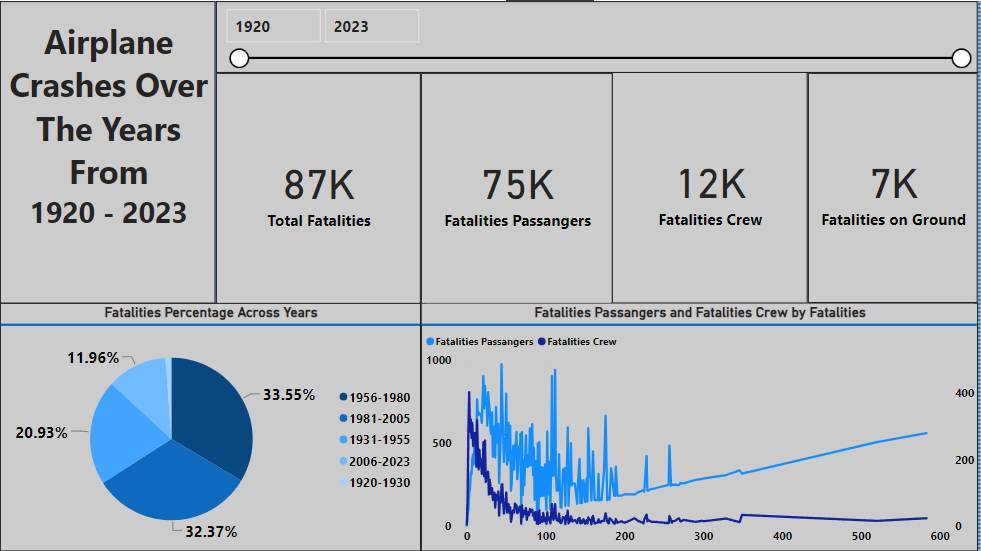 Airplane
Crashes Over
The Years
From
1920 - 2023
1920 2023
87K
Total Fatalities
75K
Fatalities Passangers
12K
Fatalities Crew
7K
Fatalities on Ground
Fatalities Percentage Across Years
11.96%
33.55%
20.93%
32.37%
1956-1980
1981-2005
1931-1955
2006-2023
1920-1930
Fatalities Passangers and Fatalities Crew by Fatalities
Fatalities Passangers Fatalities Crew
1000
500
0
400
200
0
0 100 200 300 400 500 600